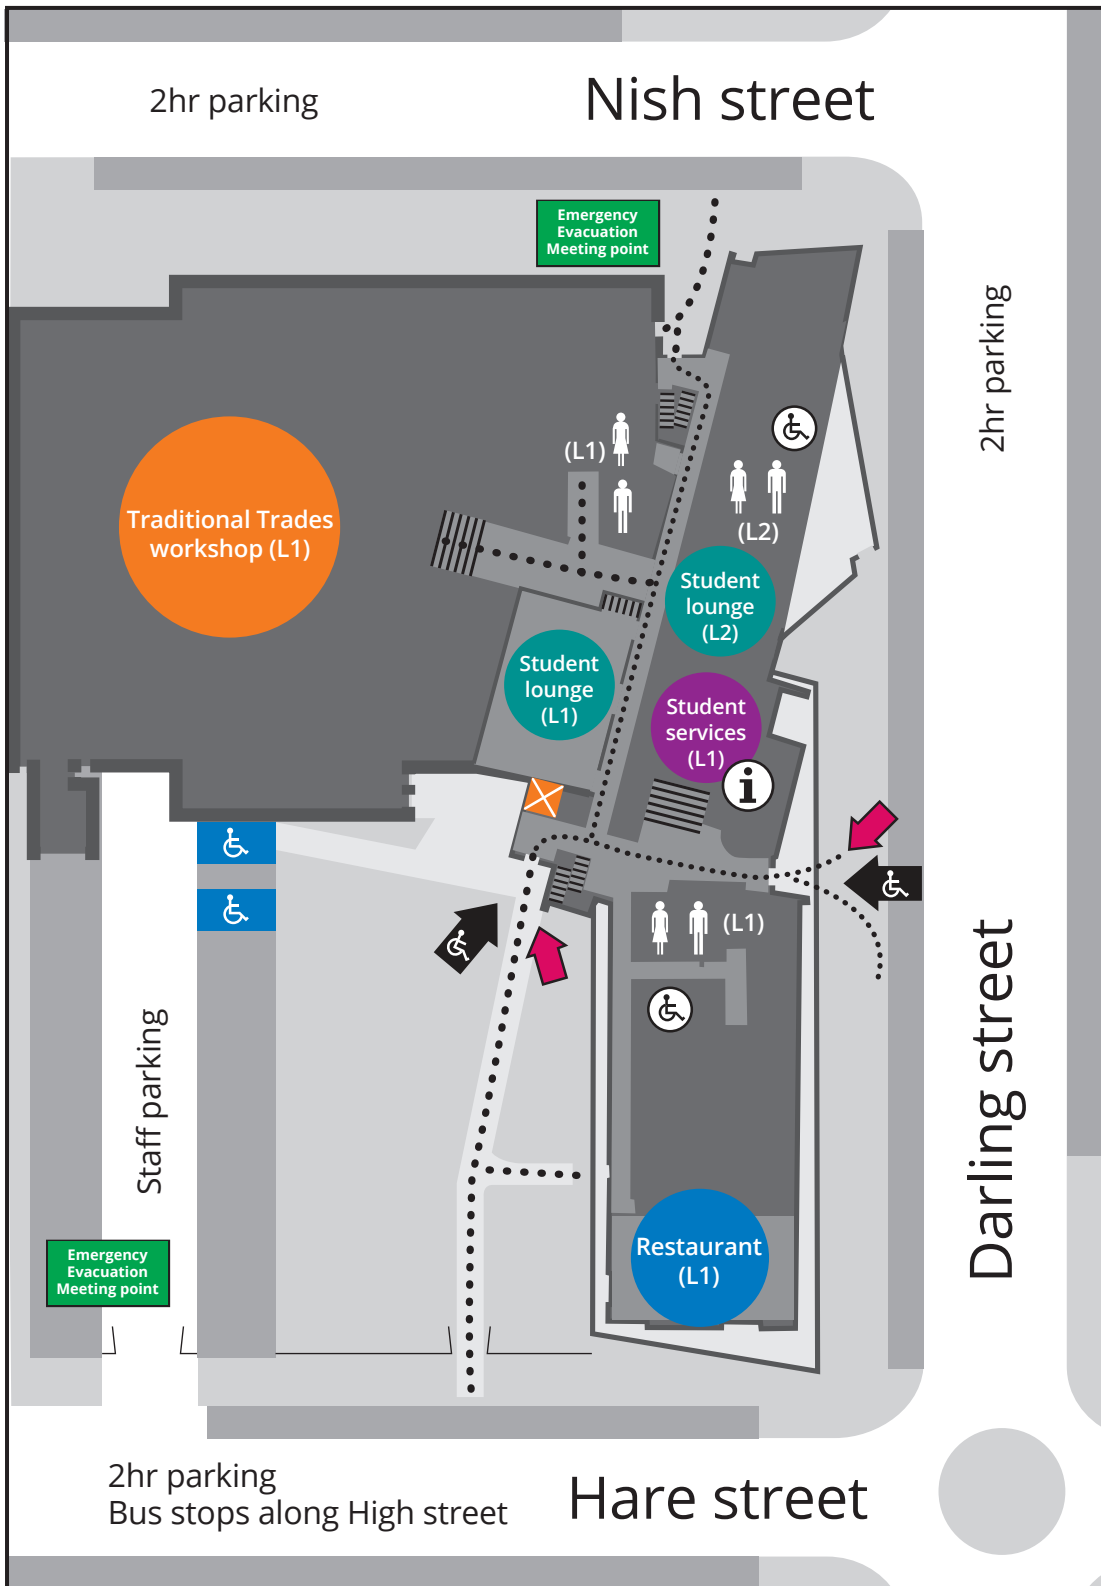 2hr parking
Nish street
Emergency
Evacuation
Meeting point
2hr parking
(L1)
Traditional Trades
workshop (L1)
(L2)
Student
lounge
(L2)
Student
lounge
(L1)
Student
services
(L1)
i
(L1)
Staff parking
Darling street
Emergency
Evacuation
Meeting point
Restaurant
(L1)
2hr parking
Bus stops along High street
Hare street